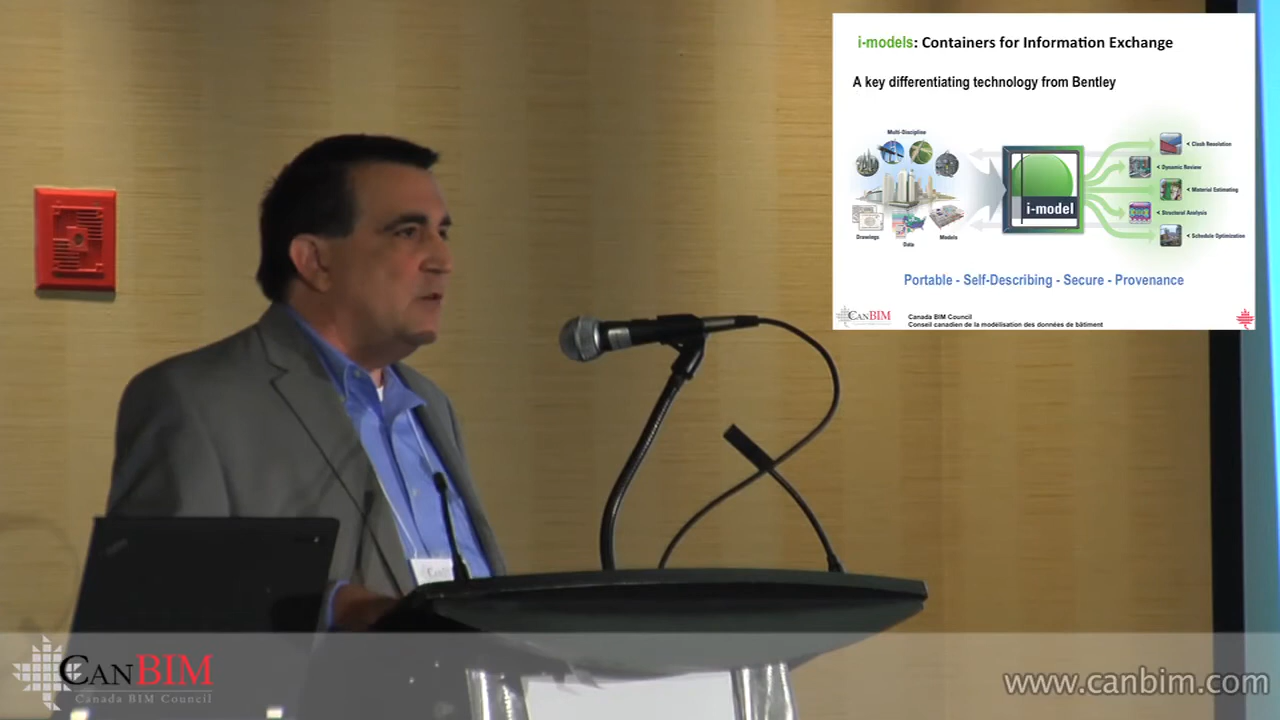 i-models: Containers for Information Exchange
A key differentiating technology from Bentley
Multi-Discipline
Drawings
Data
Models
i-model
Clash Resolution
Dynamic Review
Material Estimating
Structural Analysis
Schedule Optimization
Portable - Self-Describing - Secure - Provenance
CANBIM
Canada BIM Council
Conseil canadien de la modélisation des données de bâtiment
CANBIM
Canada BIM Council
www.canbim.com